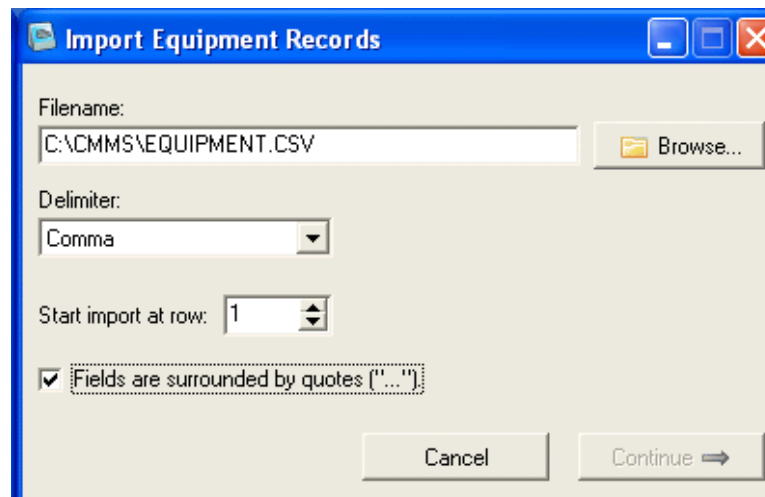 Import Equipment Records
Filename:
C:\CMMS\EQUIPMENT.CSV
Browse...
Delimiter:
Comma
Start import at row: 1
Fields are surrounded by quotes ("...").
Cancel
Continue